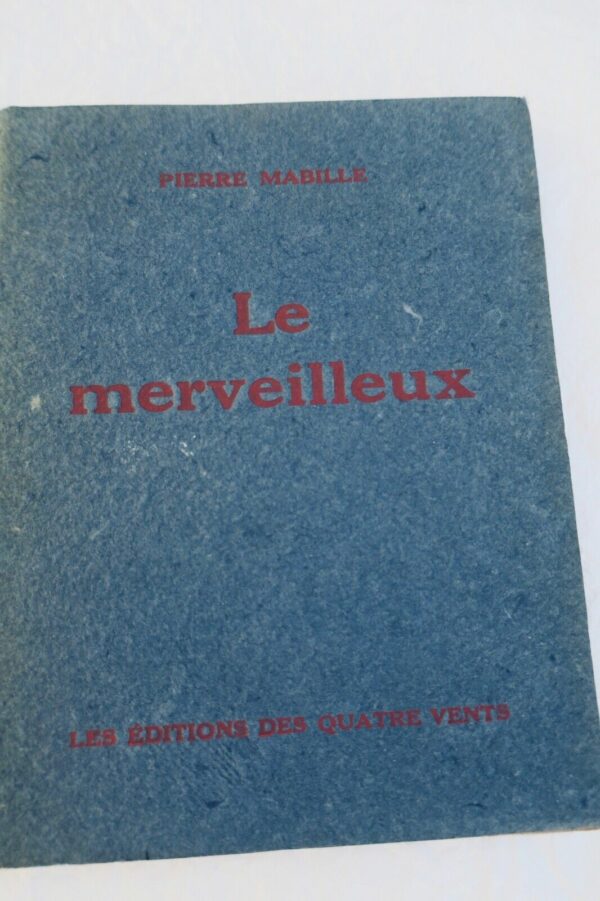 PIERRE MABILLE
Le
merveilleux
LES ÉDITIONS DES QUATRE VENTS